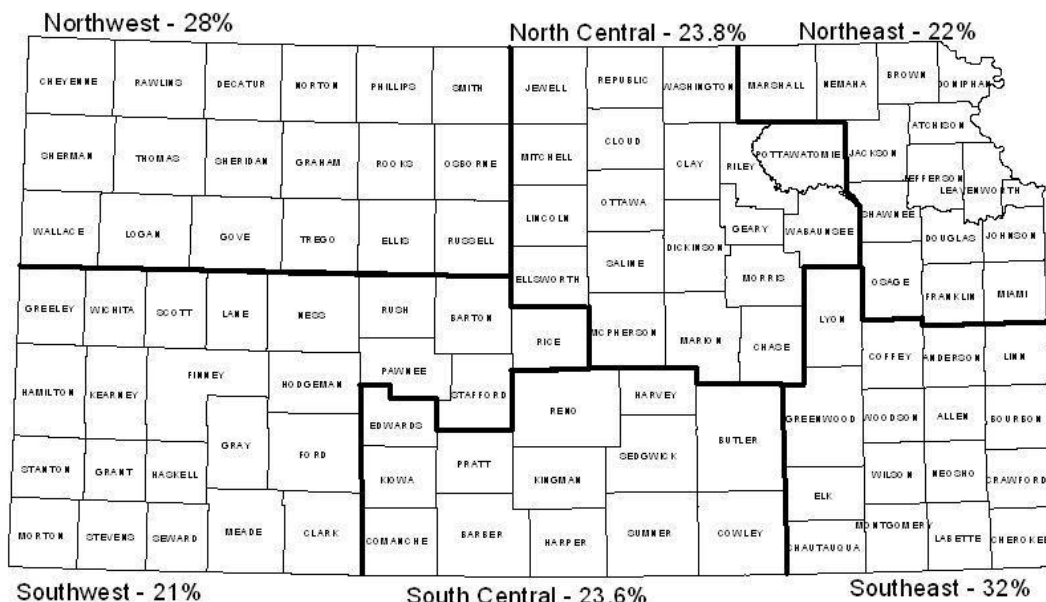 Northwest - 28%
North Central - 23.8%
Northeast - 22%
CHEYENNE RAWLINS DECATUR NORTON PHILLIPS SMITH JEWELL REPUBLIC WASHINGTON MARSHALL NEMAHA BROWN DONIPHAN
ATCHISON
SHERMAN THOMAS SHERIDAN GRAHAM ROOKS OSBORNE MITCHELL CLOUD CLAY RILEY POTTAWATOMIE JACKSON JEFFERSON LEAVENWORTH
WALLACE LOGAN GOVE TREGO ELLIS RUSSELL LINCOLN OTTAWA DICKINSON GEARY WABAUNSEE SHAWNEE DOUGLAS JOHNSON
ELLSWORTH SALINE MORRIS OSAGE FRANKLIN MIAMI
GREELEY WICHITA SCOTT LANE NESS RUSH BARTON RICE MCPHERSON MARION CHASE LYON COFFEY ANDERSON LINN
HAMILTON KEARNEY FINNEY HODGEMAN PAWNEE STAFFORD RENO HARVEY BUTLER GREENWOOD WOODSON ALLEN BOURBON
GRAY FORD EDWARDS
STANTON GRANT HASKELL KIOWA PRATT KINGMAN SEDGWICK ELK WILSON NEOSHO CRAWFORD
MORTON STEVENS SEWARD MEADE CLARK COMANCHE BARBER HARPER SUMNER COWLEY CHAUTAUQUA MONTGOMERY LABETTE CHEROKEE
Southwest - 21%
South Central - 23.6%
Southeast - 32%